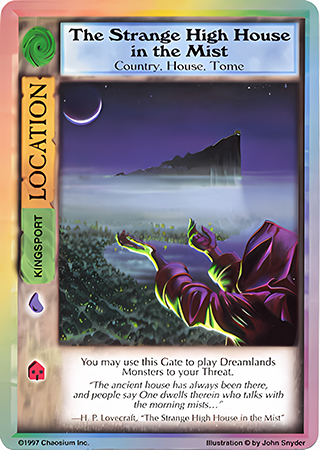 The Strange High House
in the Mist
Country, House, Tome
LOCATION
KINGSPORT
You may use this Gate to play Dreamlands
Monsters to your Threat.
"The ancient house has always been there,
and people say One dwells therein who talks with
the morning mists…"
—H. P. Lovecraft, "The Strange High House in the Mist"
©1997 Chaosium Inc.
Illustration © by John Snyder